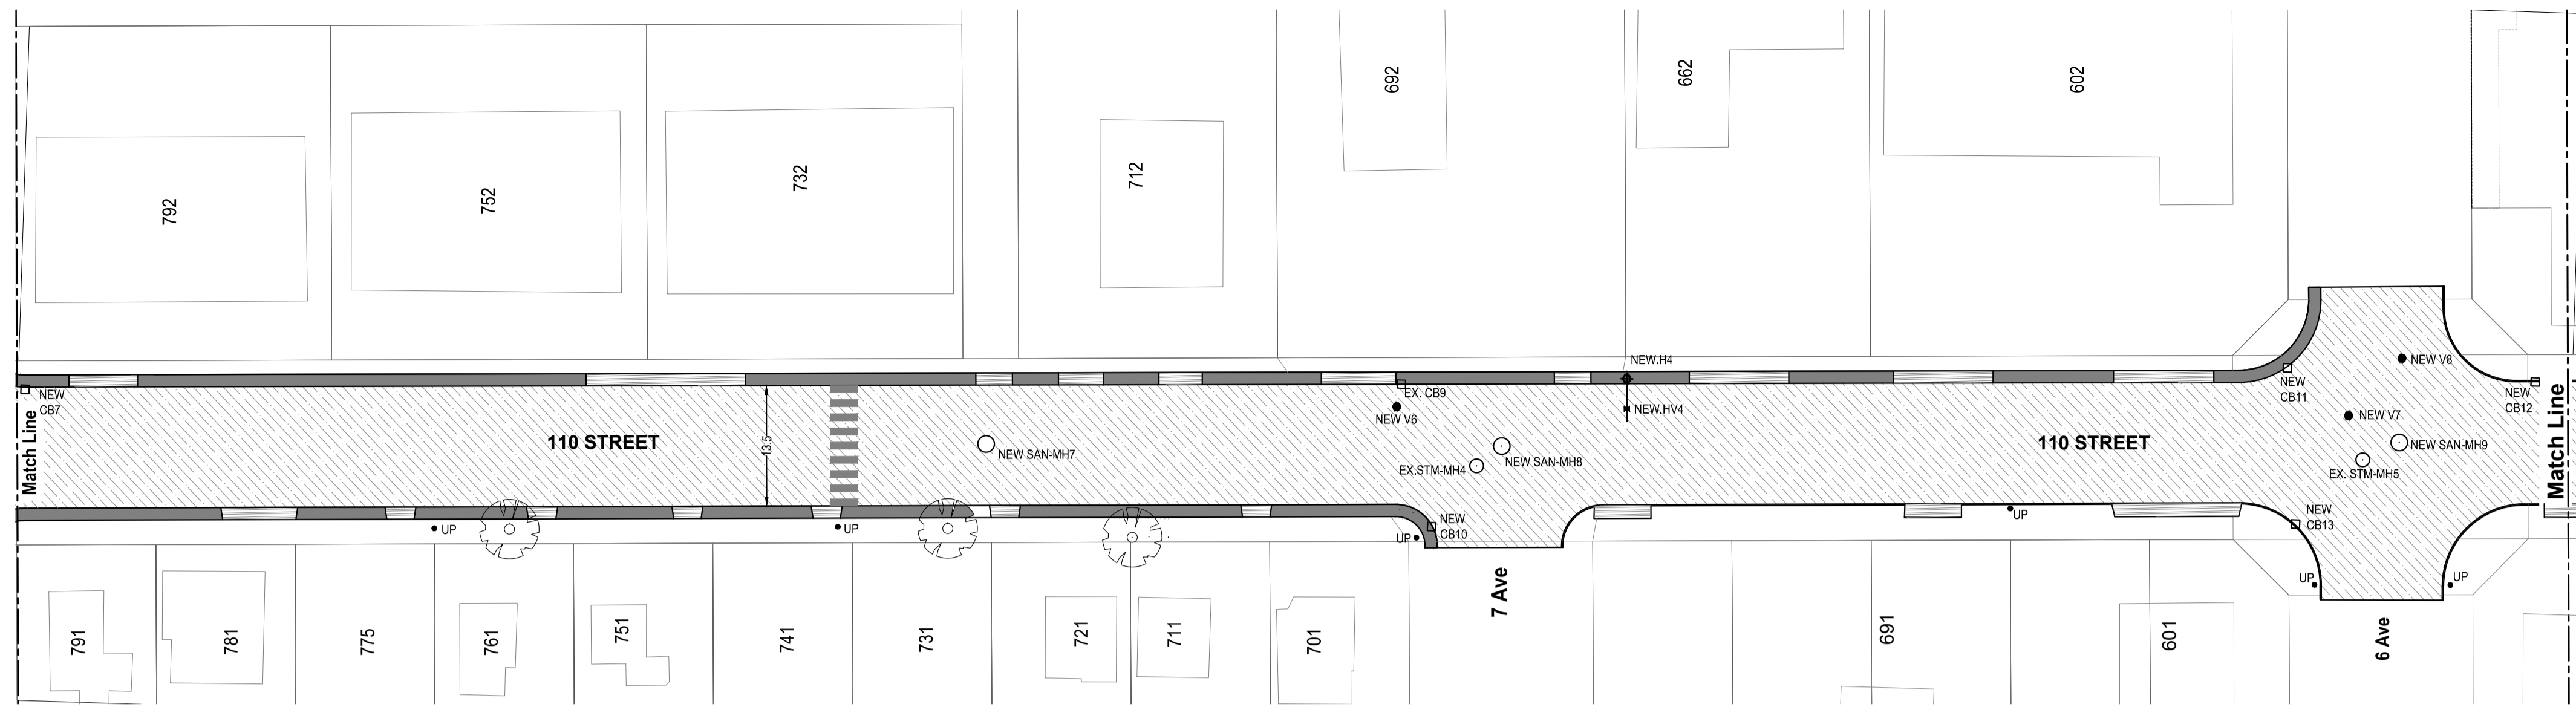 692
662
602
712
732
752
792
NEW.H4
NEW V8
NEW
CB7
EX. CB9
NEW
CB11
NEW
CB12
NEW.HV4
NEW V6
NEW V7
Match Line
110 STREET
13.5
NEW SAN-MH7
EX.STM-MH4
NEW SAN-MH8
110 STREET
NEW SAN-MH9
EX. STM-MH5
Match Line
UP
UP
UP
NEW
CB10
UP
NEW
CB13
UP
UP
7 Ave
6 Ave
791
781
775
761
751
741
731
721
711
701
691
601